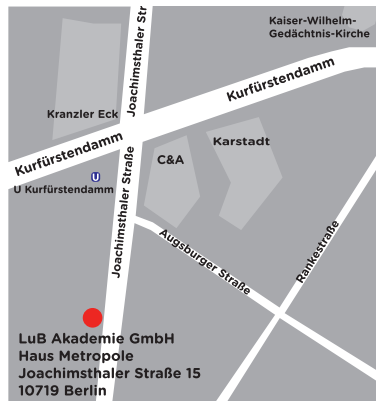 Kaiser-Wilhelm-
Gedächtnis-Kirche
Joachimsthaler Str
Kurfürstendamm
Kranzler Eck
Kurfürstendamm
Karstadt
C&A
U
U Kurfürstendamm
Joachimsthaler Straße
Augsburger Straße
Rankestraße
LuB Akademie GmbH
Haus Metropole
Joachimsthaler Straße 15
10719 Berlin